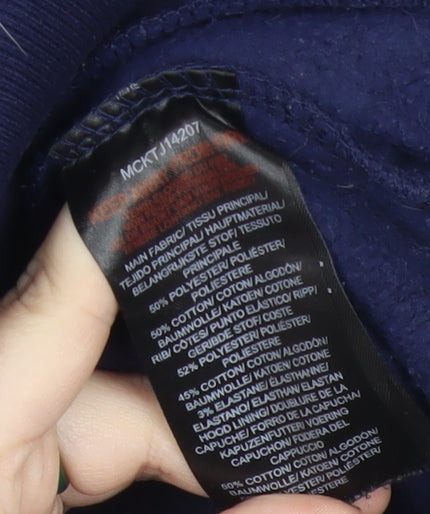 MCKTJ14207
MAIN FABRIC/ TISSU PRINCIPAL/
TEJIDO PRINCIPAL/ HAUPTMATERIAL/
BELANGRIJKSTE STOF/ TESSUTO
PRINCIPALE
50% POLYESTER/ POLIÉSTER/
POLIESTERE
50% COTTON/ COTON/ ALGODÓN/
BAUMWOLLE/ KATOEN/ COTONE
RIB/ CÔTES/ PUNTO ELÁSTICO/ RIPP/
GERIBDE STOF/ COSTE
52% POLYESTER/ POLIÉSTER/
POLIESTERE
45% COTTON/ COTON/ALGODÓN/
BAUMWOLLE/ KATOEN/ COTONE
3% ELASTANE/ ÉLASTHANNE/
ELASTANO/ ELASTHAN ELASTAN
HOOD LINING/ DOUBLURE DE LA
CAPUCHE/ FORRO DE LA CAPUCHA/
KAPUZENFUTTER/ VOERING
CAPUCHON/ FODERA DEL
CAPPUCCIO
50% COTTON/ COTON/ ALGODÓN/
BAUMWOLLE/ KATOEN/ COTONE
POLYESTER/ POLIÉSTER/